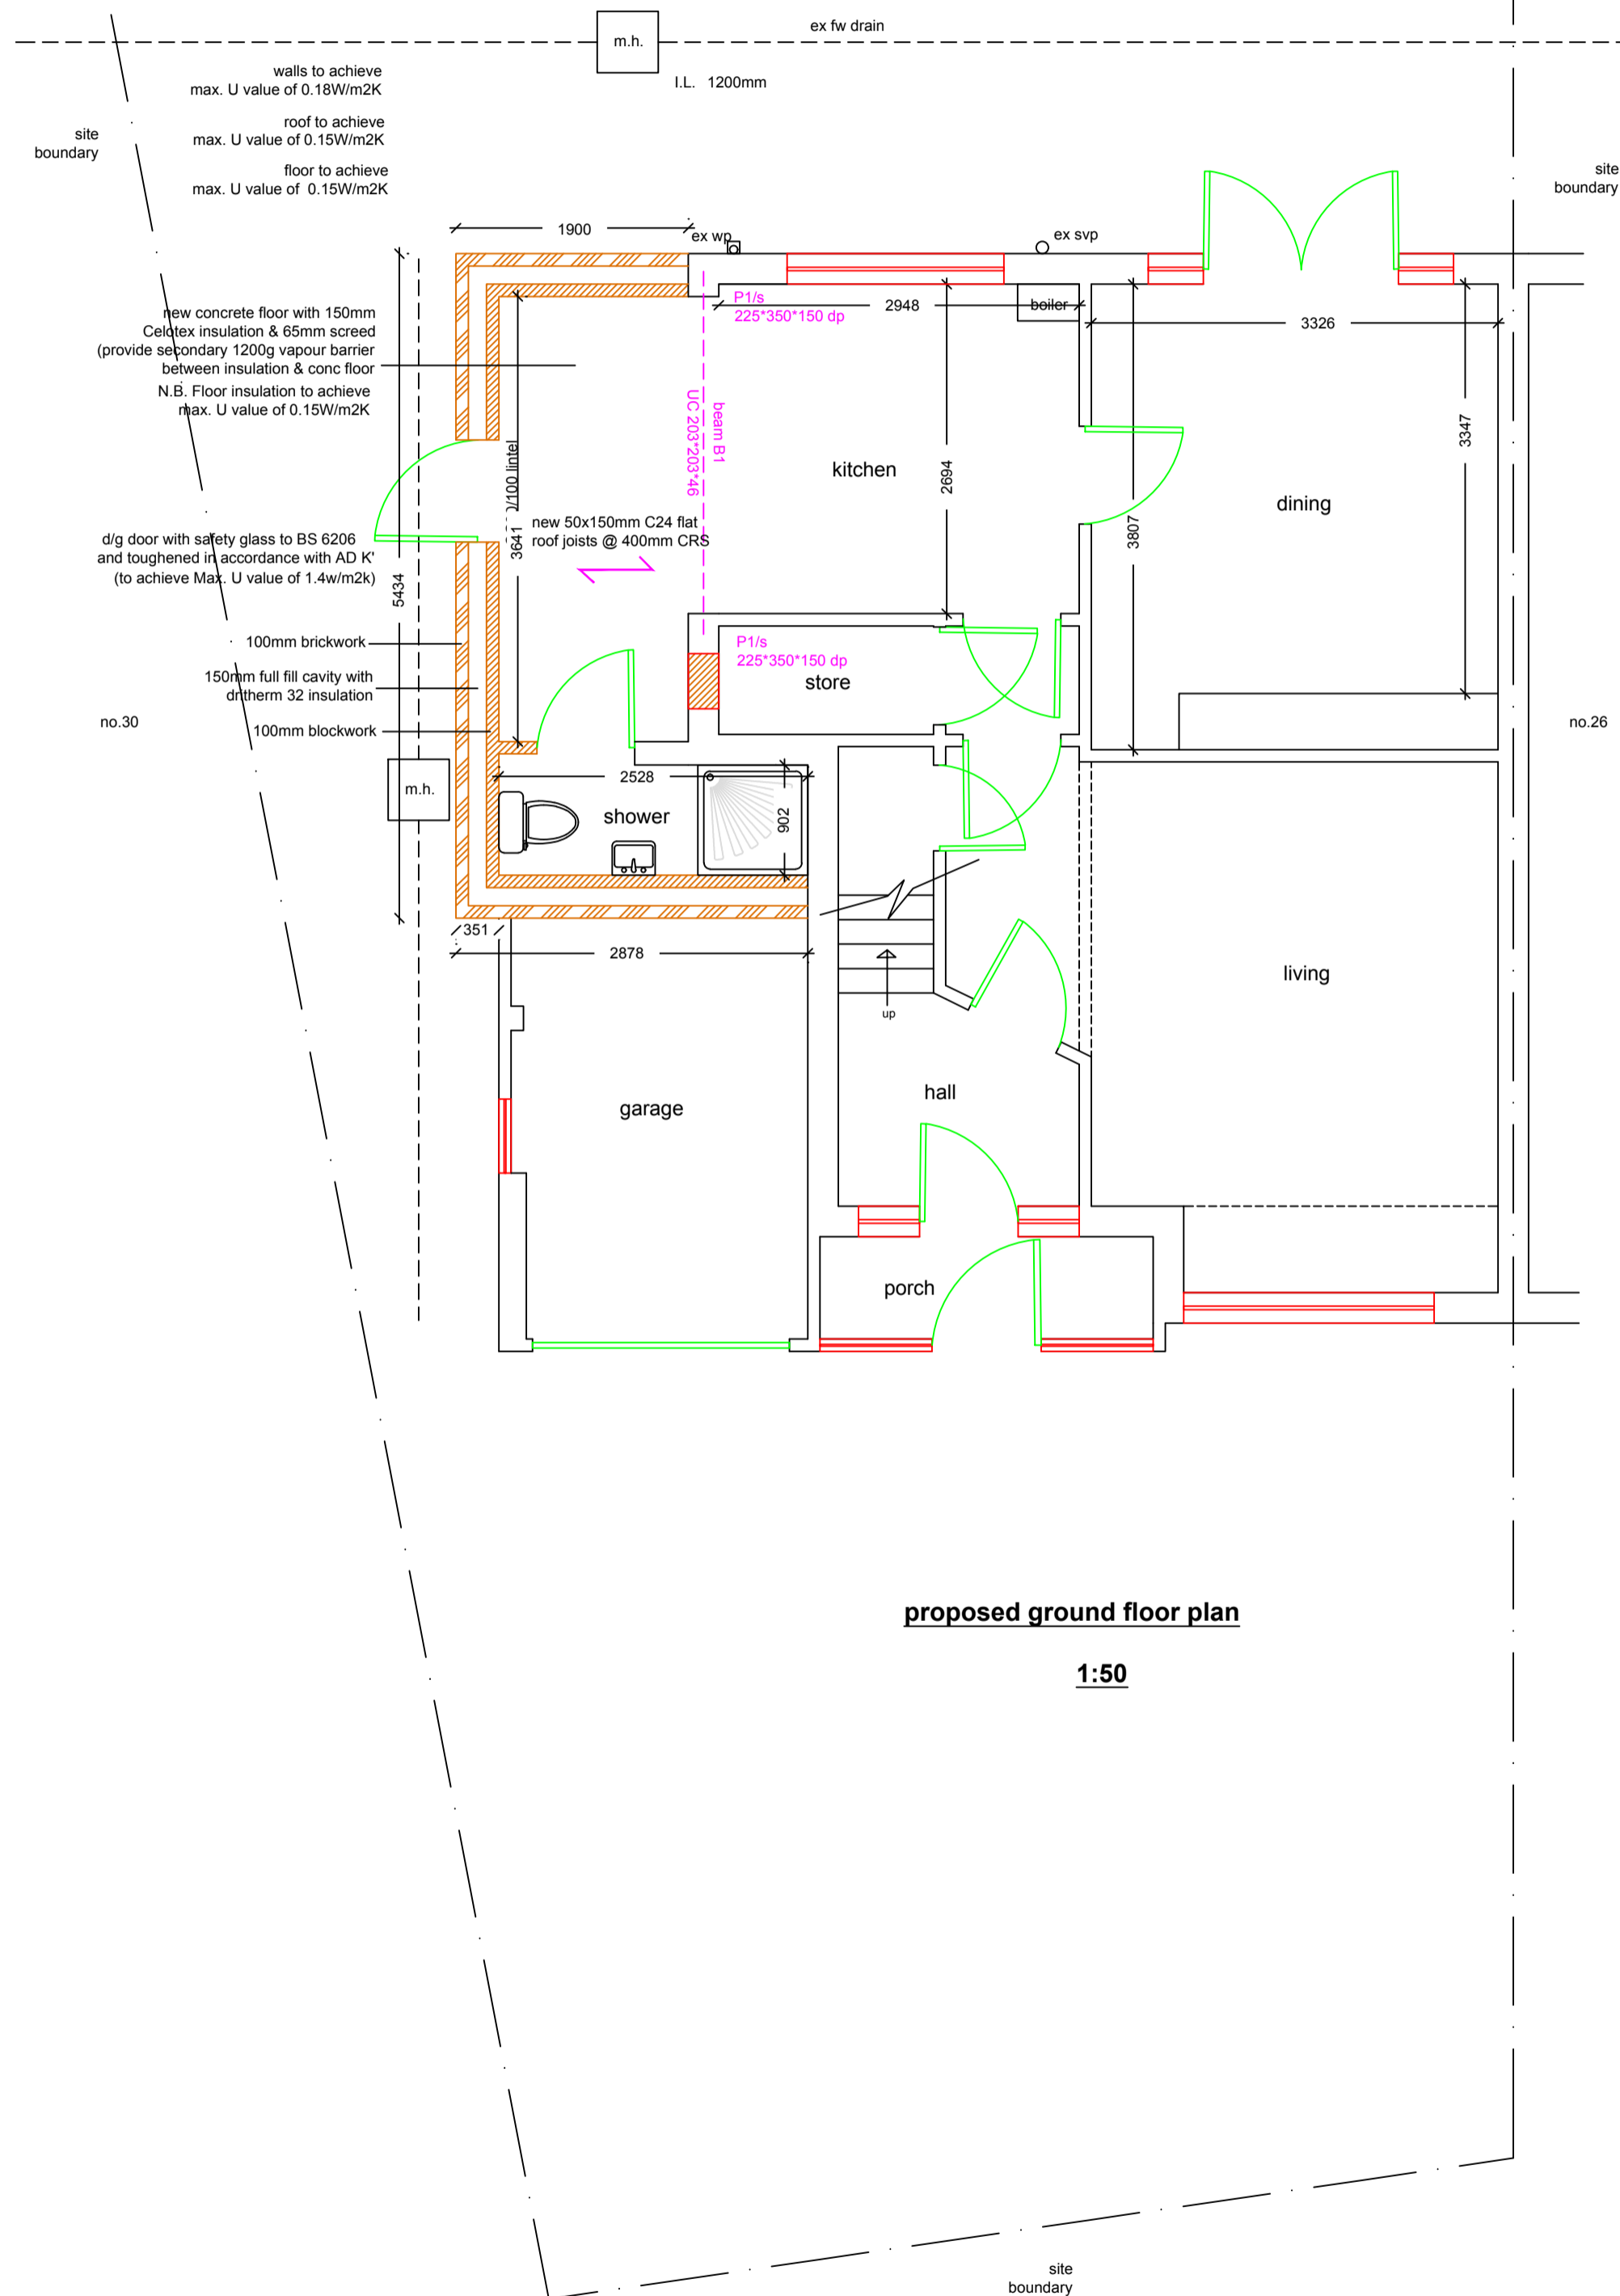 ex fw drain
m.h.
I.L. 1200mm
walls to achieve
max. U value of 0.18W/m2K
roof to achieve
max. U value of 0.15W/m2K
floor to achieve
max. U value of 0.15W/m2K
site
boundary
site
boundary
1900
ex wp
ex svp
P1/s
225*350*150 dp
2948
boiler
3326
new concrete floor with 150mm
Celotex insulation & 65mm screed
(provide secondary 1200g vapour barrier
between insulation & conc floor
N.B. Floor insulation to achieve
max. U value of 0.15W/m2K
beam B1
UC 203*203*46
kitchen
2694
dining
3347
3807
/100 lintel
3641
new 50x150mm C24 flat
roof joists @ 400mm CRS
d/g door with safety glass to BS 6206
and toughened in accordance with AD K'
(to achieve Max. U value of 1.4w/m2k)
5434
100mm brickwork
150mm full fill cavity with
dritherm 32 insulation
100mm blockwork
P1/s
225*350*150 dp
store
no.30
no.26
m.h.
2528
shower
902
351
2878
up
living
hall
garage
porch
proposed ground floor plan
1:50
site
boundary